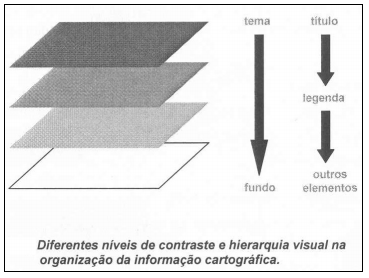 tema título
legenda
fundo outros
elementos
Diferentes níveis de contraste e hierarquia visual na
organização da informação cartográfica.